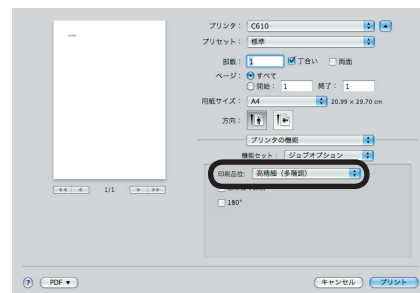 プリンタ： C610
プリセット： 標準
部数： 1 丁合い 両面
ページ： すべて
開始： 1 終了： 1
用紙サイズ： A4 20.99 x 29.70 cm
方向：
プリンタの機能
機能セット： ジョブオプション
印刷品位： 高精細（多階調）
180°
1/1
? PDF ▼ キャンセル プリント